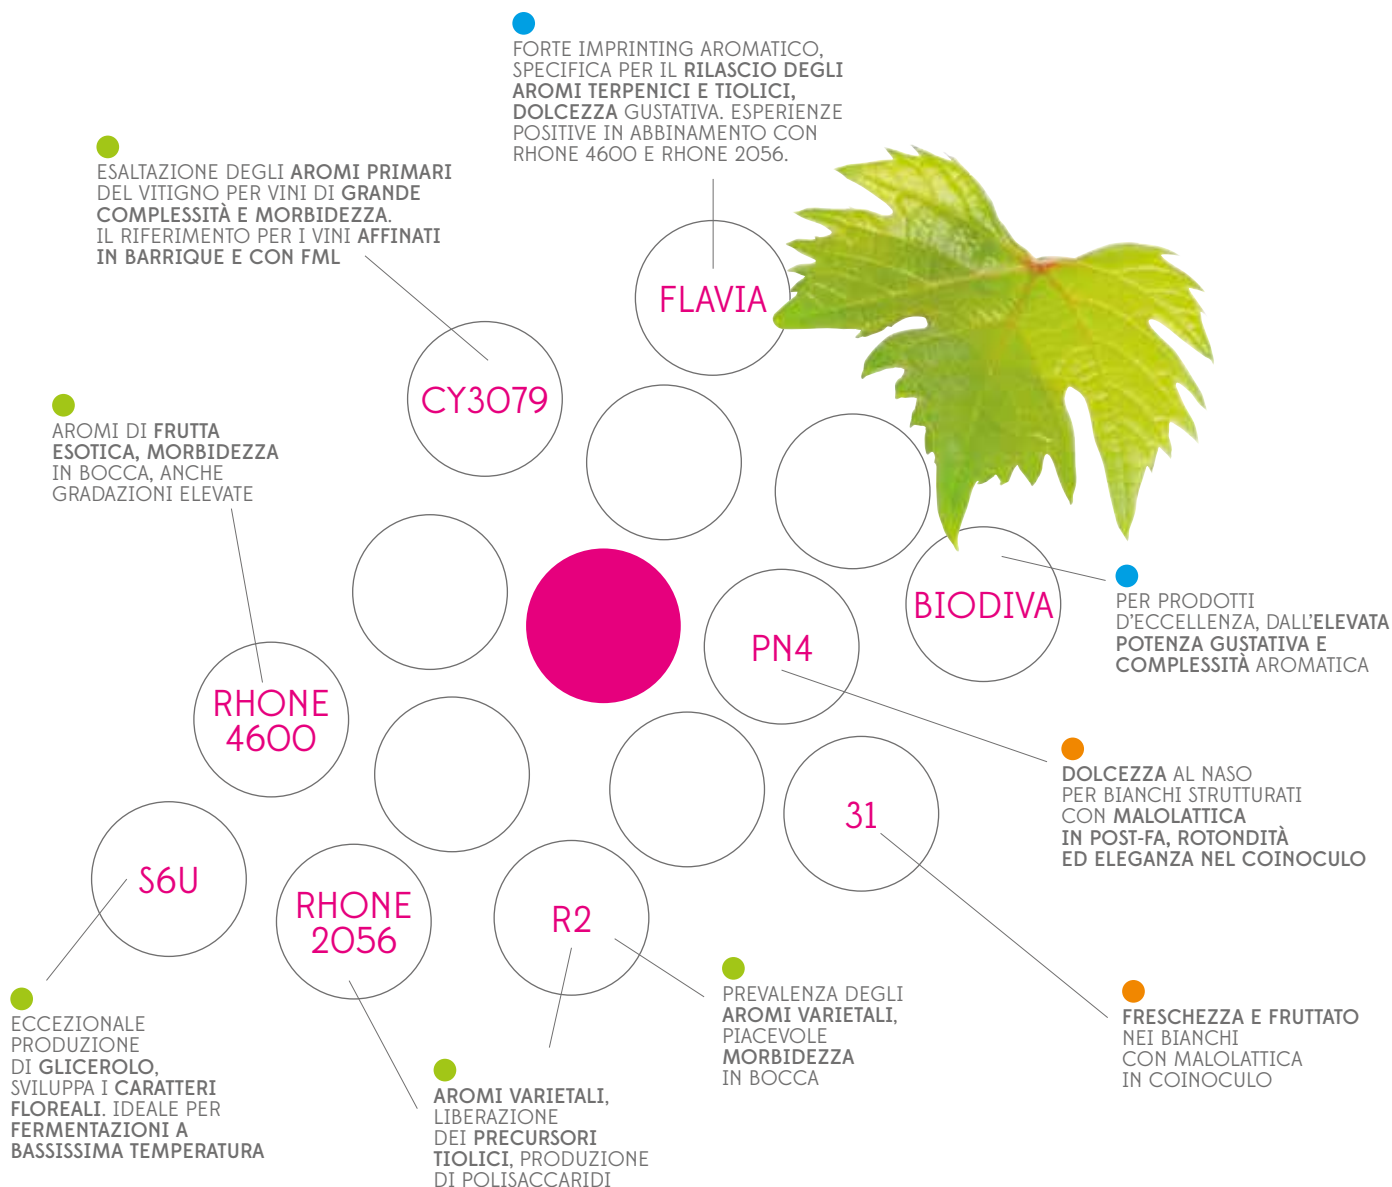 FORTE IMPRINTING AROMATICO,
SPECIFICA PER IL RILASCIO DEGLI
AROMI TERPENICI E TIOLICI,
DOLCEZZA GUSTATIVA. ESPERIENZE
POSITIVE IN ABBINAMENTO CON
RHONE 4600 E RHONE 2056.
ESALTAZIONE DEGLI AROMI PRIMARI
DEL VITIGNO PER VINI DI GRANDE
COMPLESSITÀ E MORBIDEZZA.
IL RIFERIMENTO PER I VINI AFFINATI
IN BARRIQUE E CON FML
FLAVIA
CY3079
AROMI DI FRUTTA
ESOTICA, MORBIDEZZA
IN BOCCA, ANCHE
GRADAZIONI ELEVATE
BIODIVA
PER PRODOTTI
D'ECCELLENZA, DALL'ELEVATA
POTENZA GUSTATIVA E
COMPLESSITÀ AROMATICA
PN4
RHONE
4600
DOLCEZZA AL NASO
PER BIANCHI STRUTTURATI
CON MALOLATTICA
IN POST-FA, ROTONDITÀ
ED ELEGANZA NEL COINOCULO
31
S6U
RHONE
2056
R2
PREVALENZA DEGLI
AROMI VARIETALI,
PIACEVOLE
MORBIDEZZA
IN BOCCA
FRESCHEZZA E FRUTTATO
NEI BIANCHI
CON MALOLATTICA
IN COINOCULO
ECCEZIONALE
PRODUZIONE
DI GLICEROLO,
SVILUPPA I CARATTERI
FLOREALI. IDEALE PER
FERMENTAZIONI A
BASSISSIMA TEMPERATURA
AROMI VARIETALI,
LIBERAZIONE
DEI PRECURSORI
TIOLICI, PRODUZIONE
DI POLISACCARIDI